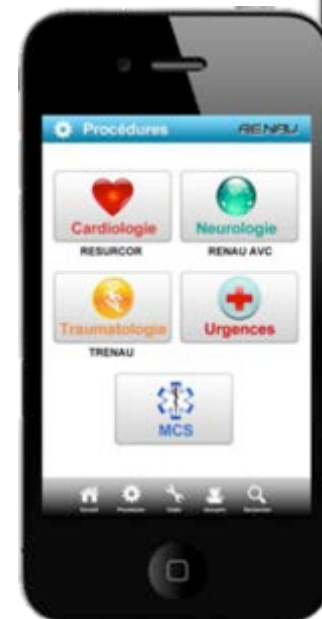 Procédures RENAU
Cardiologie Neurologie
RESURCOR RENAU AVC
Traumatologie Urgences
TRENAU
MCS